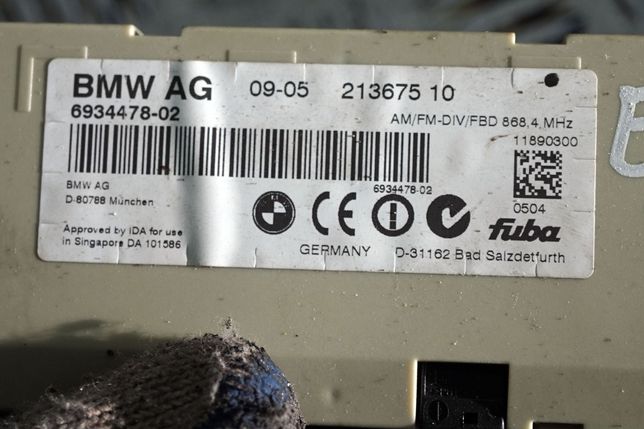 BMW AG 09-05 213675 10
6934478-02 AM/FM-DIV/FBD 868,4 MHz
11890300
6934478-02
BMW AG
D-80788 München
0504
Approved by IDA for use
in Singapore DA 101586
CE
fuba
GERMANY D-31162 Bad Salzdetfurth